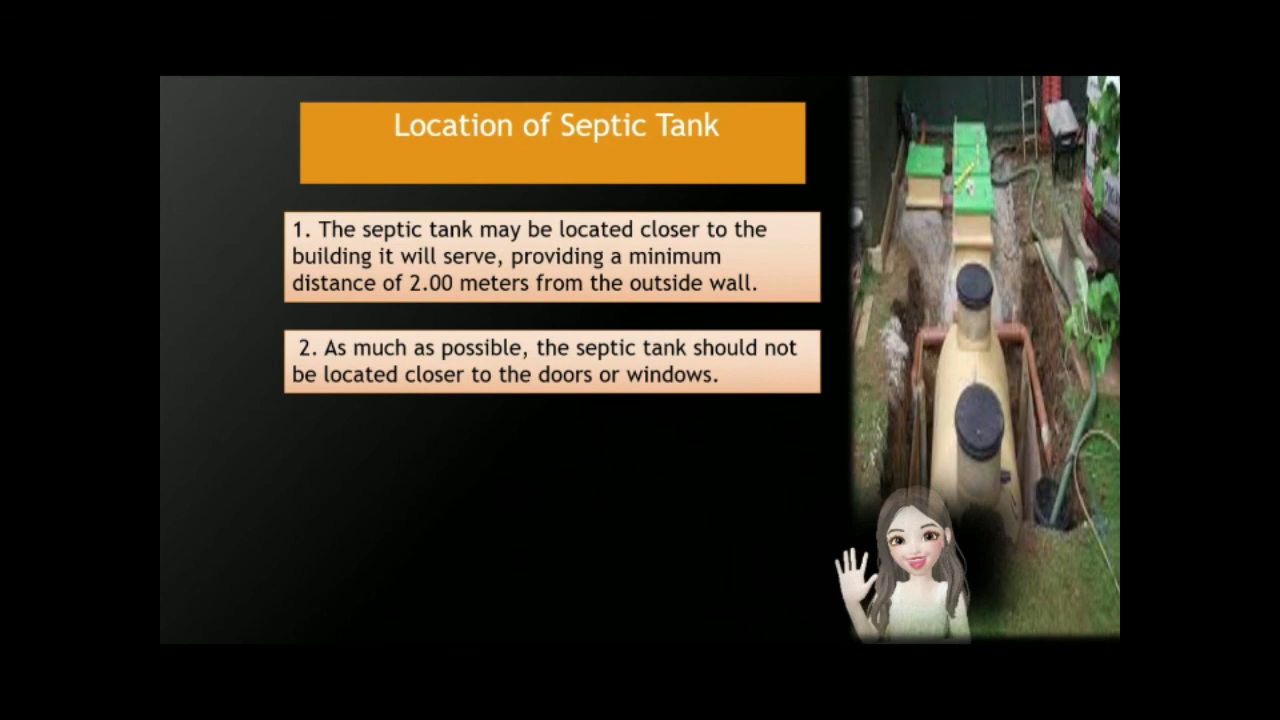 Location of Septic Tank
1. The septic tank may be located closer to the
building it will serve, providing a minimum
distance of 2.00 meters from the outside wall.
2. As much as possible, the septic tank should not
be located closer to the doors or windows.